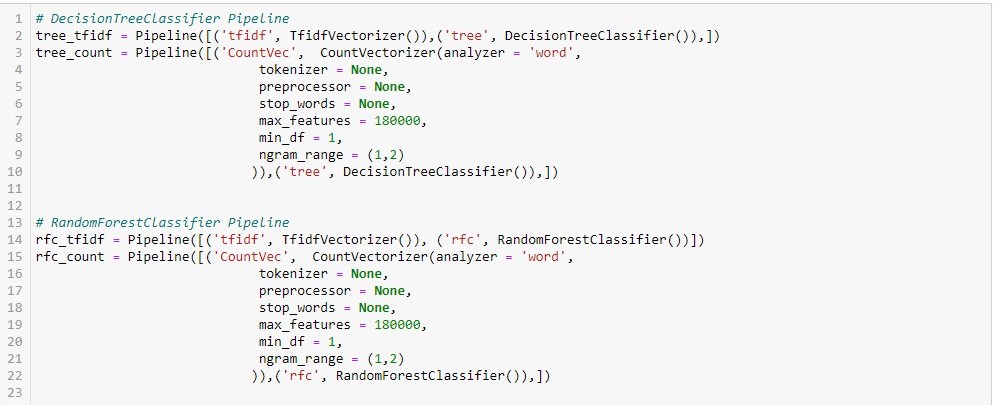 1 # DecisionTreeClassifier Pipeline
2 tree_tfidf = Pipeline([('tfidf', TfidfVectorizer()),('tree', DecisionTreeClassifier()),])
3 tree_count = Pipeline([('CountVec',  CountVectorizer(analyzer = 'word',
4                              tokenizer = None,
5                              preprocessor = None,
6                              stop_words = None,
7                              max_features = 180000,
8                              min_df = 1,
9                              ngram_range = (1,2)
10                             )),('tree', DecisionTreeClassifier()),])
11
12
13 # RandomForestClassifier Pipeline
14 rfc_tfidf = Pipeline([('tfidf', TfidfVectorizer()), ('rfc', RandomForestClassifier())])
15 rfc_count = Pipeline([('CountVec',  CountVectorizer(analyzer = 'word',
16                              tokenizer = None,
17                              preprocessor = None,
18                              stop_words = None,
19                              max_features = 180000,
20                              min_df = 1,
21                              ngram_range = (1,2)
22                             )),('rfc', RandomForestClassifier()),])
23